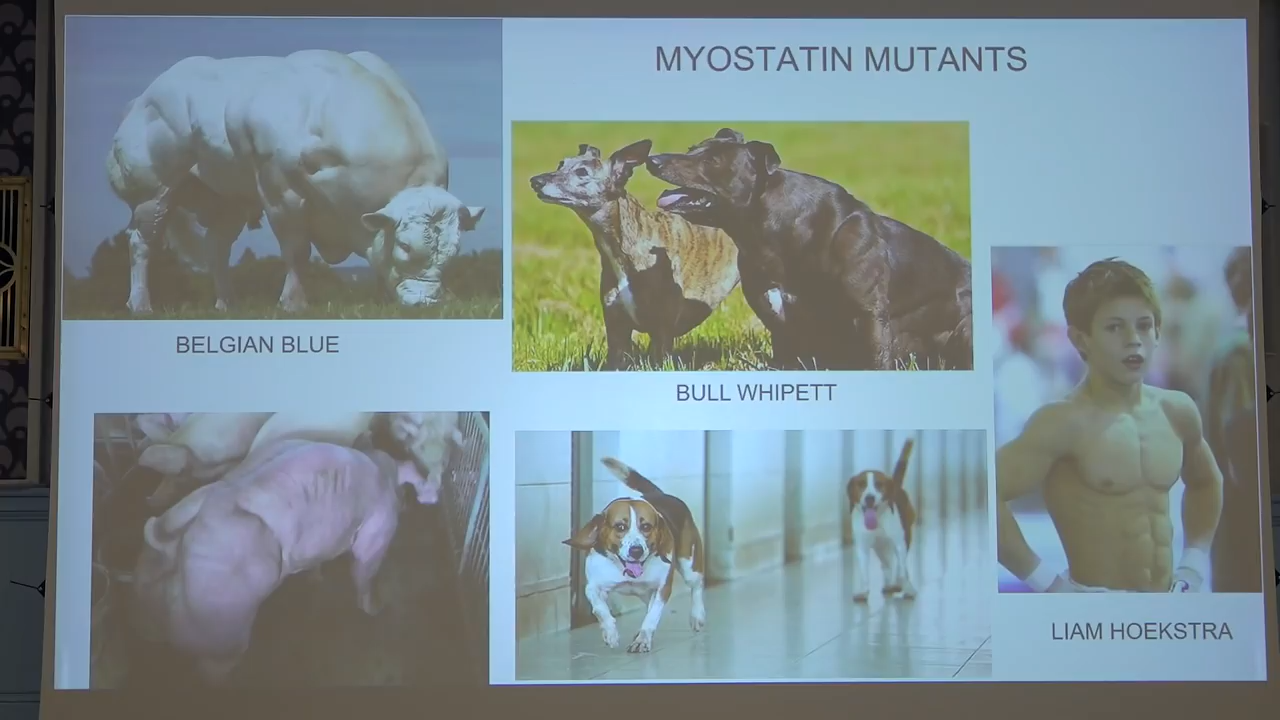 MYOSTATIN MUTANTS
BELGIAN BLUE
BULL WHIPETT
LIAM HOEKSTRA